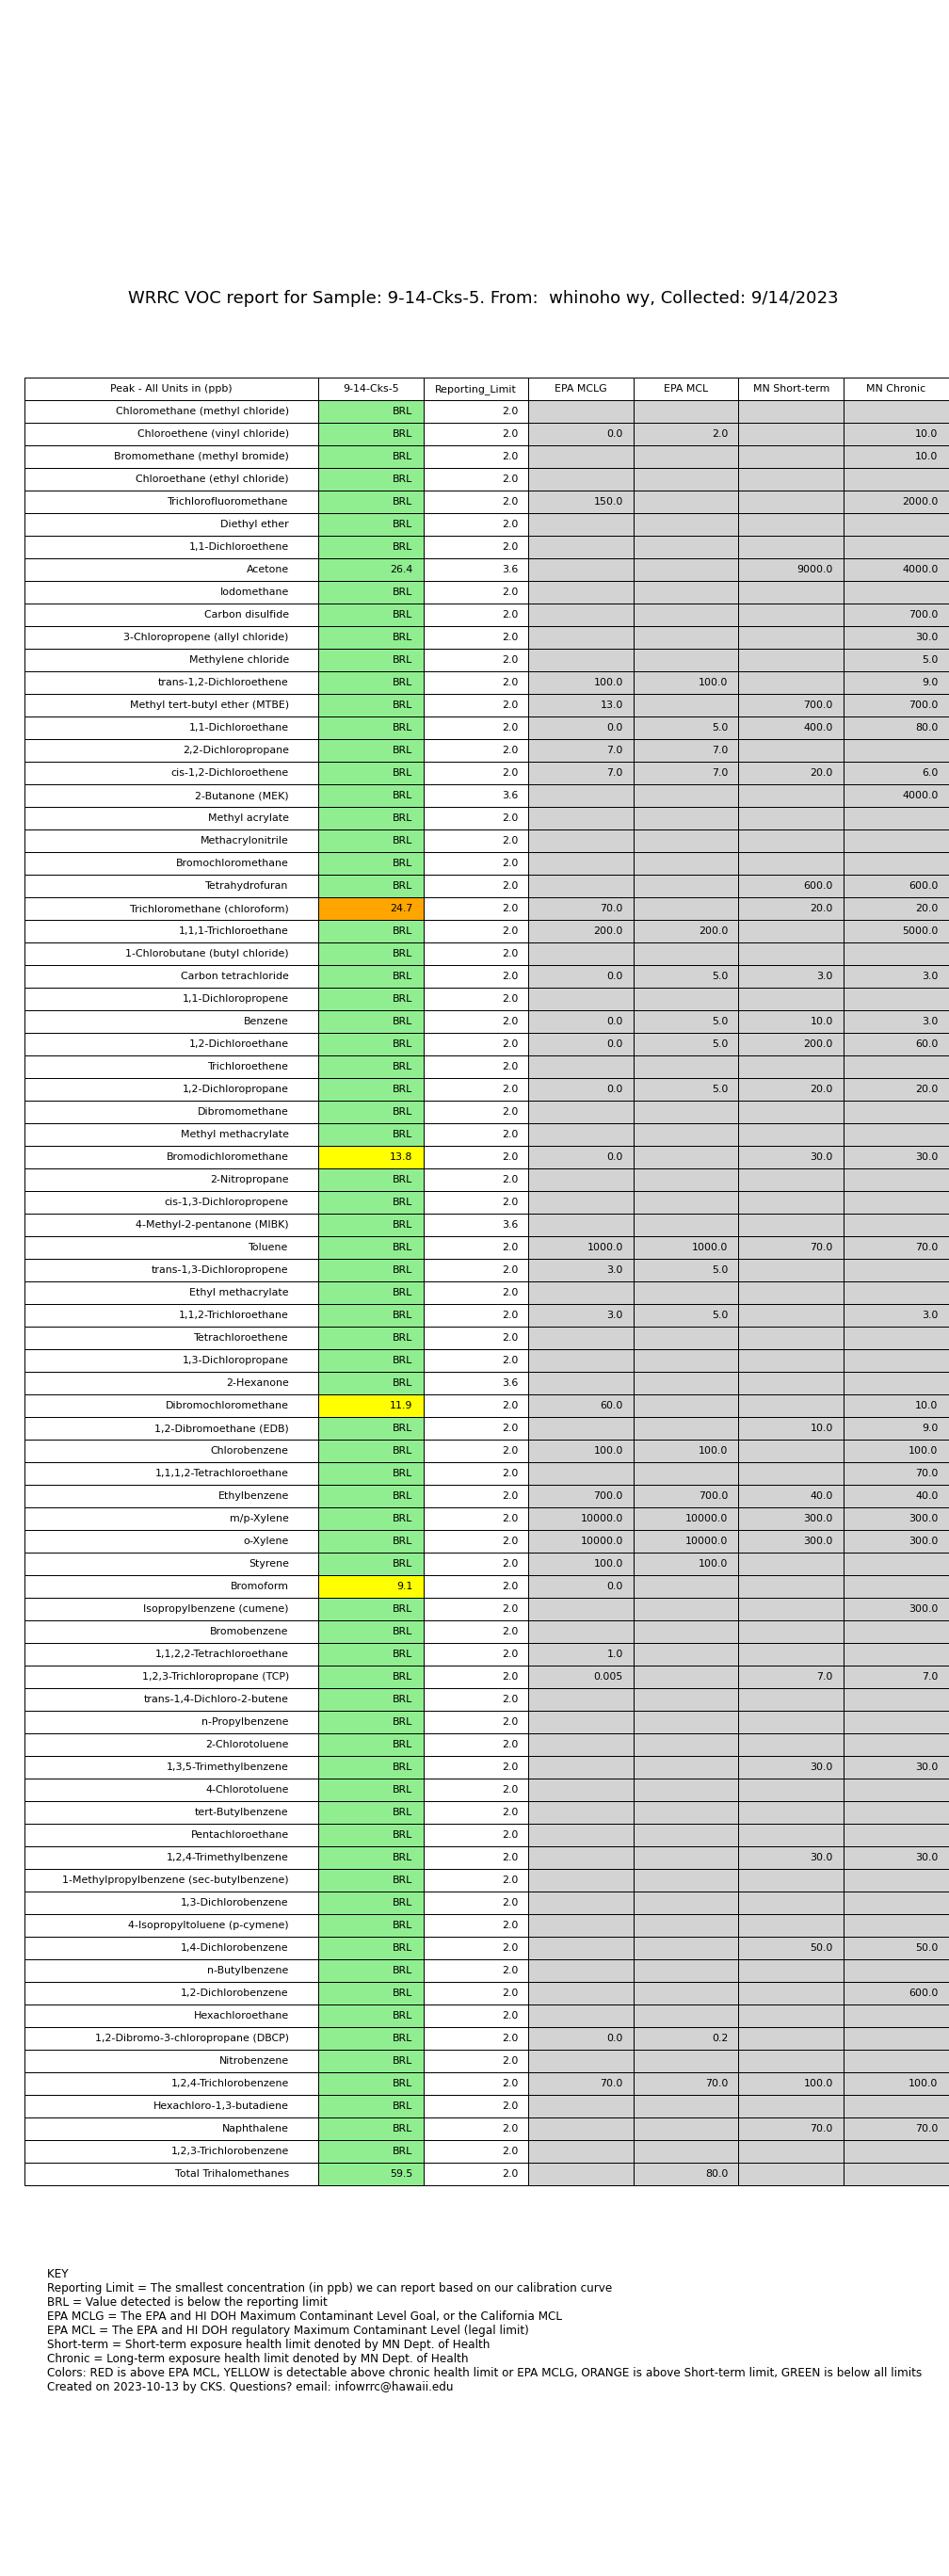 WRRC VOC report for Sample: 9-14-Cks-5. From:  whinoho wy, Collected: 9/14/2023
Peak - All Units in (ppb) 9-14-Cks-5 Reporting_Limit EPA MCLG EPA MCL MN Short-term MN Chronic
Chloromethane (methyl chloride) BRL 2.0
Chloroethene (vinyl chloride) BRL 2.0 0.0 2.0 10.0
Bromomethane (methyl bromide) BRL 2.0 10.0
Chloroethane (ethyl chloride) BRL 2.0
Trichlorofluoromethane BRL 2.0 150.0 2000.0
Diethyl ether BRL 2.0
1,1-Dichloroethene BRL 2.0
Acetone 26.4 3.6 9000.0 4000.0
Iodomethane BRL 2.0
Carbon disulfide BRL 2.0 700.0
3-Chloropropene (allyl chloride) BRL 2.0 30.0
Methylene chloride BRL 2.0 5.0
trans-1,2-Dichloroethene BRL 2.0 100.0 100.0 9.0
Methyl tert-butyl ether (MTBE) BRL 2.0 13.0 700.0 700.0
1,1-Dichloroethane BRL 2.0 0.0 5.0 400.0 80.0
2,2-Dichloropropane BRL 2.0 7.0 7.0
cis-1,2-Dichloroethene BRL 2.0 7.0 7.0 20.0 6.0
2-Butanone (MEK) BRL 3.6 4000.0
Methyl acrylate BRL 2.0
Methacrylonitrile BRL 2.0
Bromochloromethane BRL 2.0
Tetrahydrofuran BRL 2.0 600.0 600.0
Trichloromethane (chloroform) 24.7 2.0 70.0 20.0 20.0
1,1,1-Trichloroethane BRL 2.0 200.0 200.0 5000.0
1-Chlorobutane (butyl chloride) BRL 2.0
Carbon tetrachloride BRL 2.0 0.0 5.0 3.0 3.0
1,1-Dichloropropene BRL 2.0
Benzene BRL 2.0 0.0 5.0 10.0 3.0
1,2-Dichloroethane BRL 2.0 0.0 5.0 200.0 60.0
Trichloroethene BRL 2.0
1,2-Dichloropropane BRL 2.0 0.0 5.0 20.0 20.0
Dibromomethane BRL 2.0
Methyl methacrylate BRL 2.0
Bromodichloromethane 13.8 2.0 0.0 30.0 30.0
2-Nitropropane BRL 2.0
cis-1,3-Dichloropropene BRL 2.0
4-Methyl-2-pentanone (MIBK) BRL 3.6
Toluene BRL 2.0 1000.0 1000.0 70.0 70.0
trans-1,3-Dichloropropene BRL 2.0 3.0 5.0
Ethyl methacrylate BRL 2.0
1,1,2-Trichloroethane BRL 2.0 3.0 5.0 3.0
Tetrachloroethene BRL 2.0
1,3-Dichloropropane BRL 2.0
2-Hexanone BRL 3.6
Dibromochloromethane 11.9 2.0 60.0 10.0
1,2-Dibromoethane (EDB) BRL 2.0 10.0 9.0
Chlorobenzene BRL 2.0 100.0 100.0 100.0
1,1,1,2-Tetrachloroethane BRL 2.0 70.0
Ethylbenzene BRL 2.0 700.0 700.0 40.0 40.0
m/p-Xylene BRL 2.0 10000.0 10000.0 300.0 300.0
o-Xylene BRL 2.0 10000.0 10000.0 300.0 300.0
Styrene BRL 2.0 100.0 100.0
Bromoform 9.1 2.0 0.0
Isopropylbenzene (cumene) BRL 2.0 300.0
Bromobenzene BRL 2.0
1,1,2,2-Tetrachloroethane BRL 2.0 1.0
1,2,3-Trichloropropane (TCP) BRL 2.0 0.005 7.0 7.0
trans-1,4-Dichloro-2-butene BRL 2.0
n-Propylbenzene BRL 2.0
2-Chlorotoluene BRL 2.0
1,3,5-Trimethylbenzene BRL 2.0 30.0 30.0
4-Chlorotoluene BRL 2.0
tert-Butylbenzene BRL 2.0
Pentachloroethane BRL 2.0
1,2,4-Trimethylbenzene BRL 2.0 30.0 30.0
1-Methylpropylbenzene (sec-butylbenzene) BRL 2.0
1,3-Dichlorobenzene BRL 2.0
4-Isopropyltoluene (p-cymene) BRL 2.0
1,4-Dichlorobenzene BRL 2.0 50.0 50.0
n-Butylbenzene BRL 2.0
1,2-Dichlorobenzene BRL 2.0 600.0
Hexachloroethane BRL 2.0
1,2-Dibromo-3-chloropropane (DBCP) BRL 2.0 0.0 0.2
Nitrobenzene BRL 2.0
1,2,4-Trichlorobenzene BRL 2.0 70.0 70.0 100.0 100.0
Hexachloro-1,3-butadiene BRL 2.0
Naphthalene BRL 2.0 70.0 70.0
1,2,3-Trichlorobenzene BRL 2.0
Total Trihalomethanes 59.5 2.0 80.0
KEY
Reporting Limit = The smallest concentration (in ppb) we can report based on our calibration curve
BRL = Value detected is below the reporting limit
EPA MCLG = The EPA and HI DOH Maximum Contaminant Level Goal, or the California MCL
EPA MCL = The EPA and HI DOH regulatory Maximum Contaminant Level (legal limit)
Short-term = Short-term exposure health limit denoted by MN Dept. of Health
Chronic = Long-term exposure health limit denoted by MN Dept. of Health
Colors: RED is above EPA MCL, YELLOW is detectable above chronic health limit or EPA MCLG, ORANGE is above Short-term limit, GREEN is below all limits
Created on 2023-10-13 by CKS. Questions? email: infowrrc@hawaii.edu